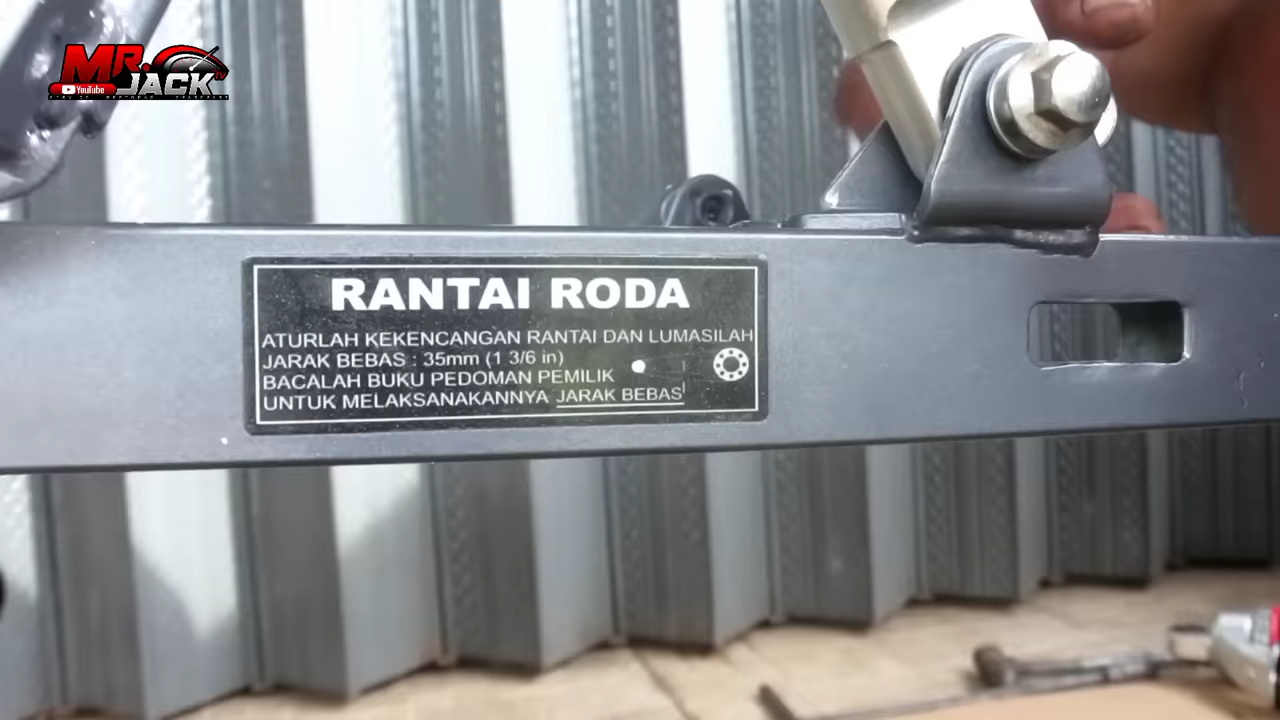 MR.
JACK TV
YouTube
RANTAI RODA
ATURLAH KEKENCANGAN RANTAI DAN LUMASILAH
JARAK BEBAS : 35mm (1 3/6 in)
BACALAH BUKU PEDOMAN PEMILIK
UNTUK MELAKSANAKANNYA JARAK BEBAS